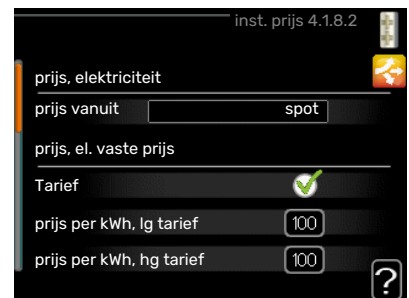 inst. prijs 4.1.8.2
prijs, elektriciteit
prijs vanuit spot
prijs, el. vaste prijs
Tarief
prijs per kWh, lg tarief 100
prijs per kWh, hg tarief 100
?